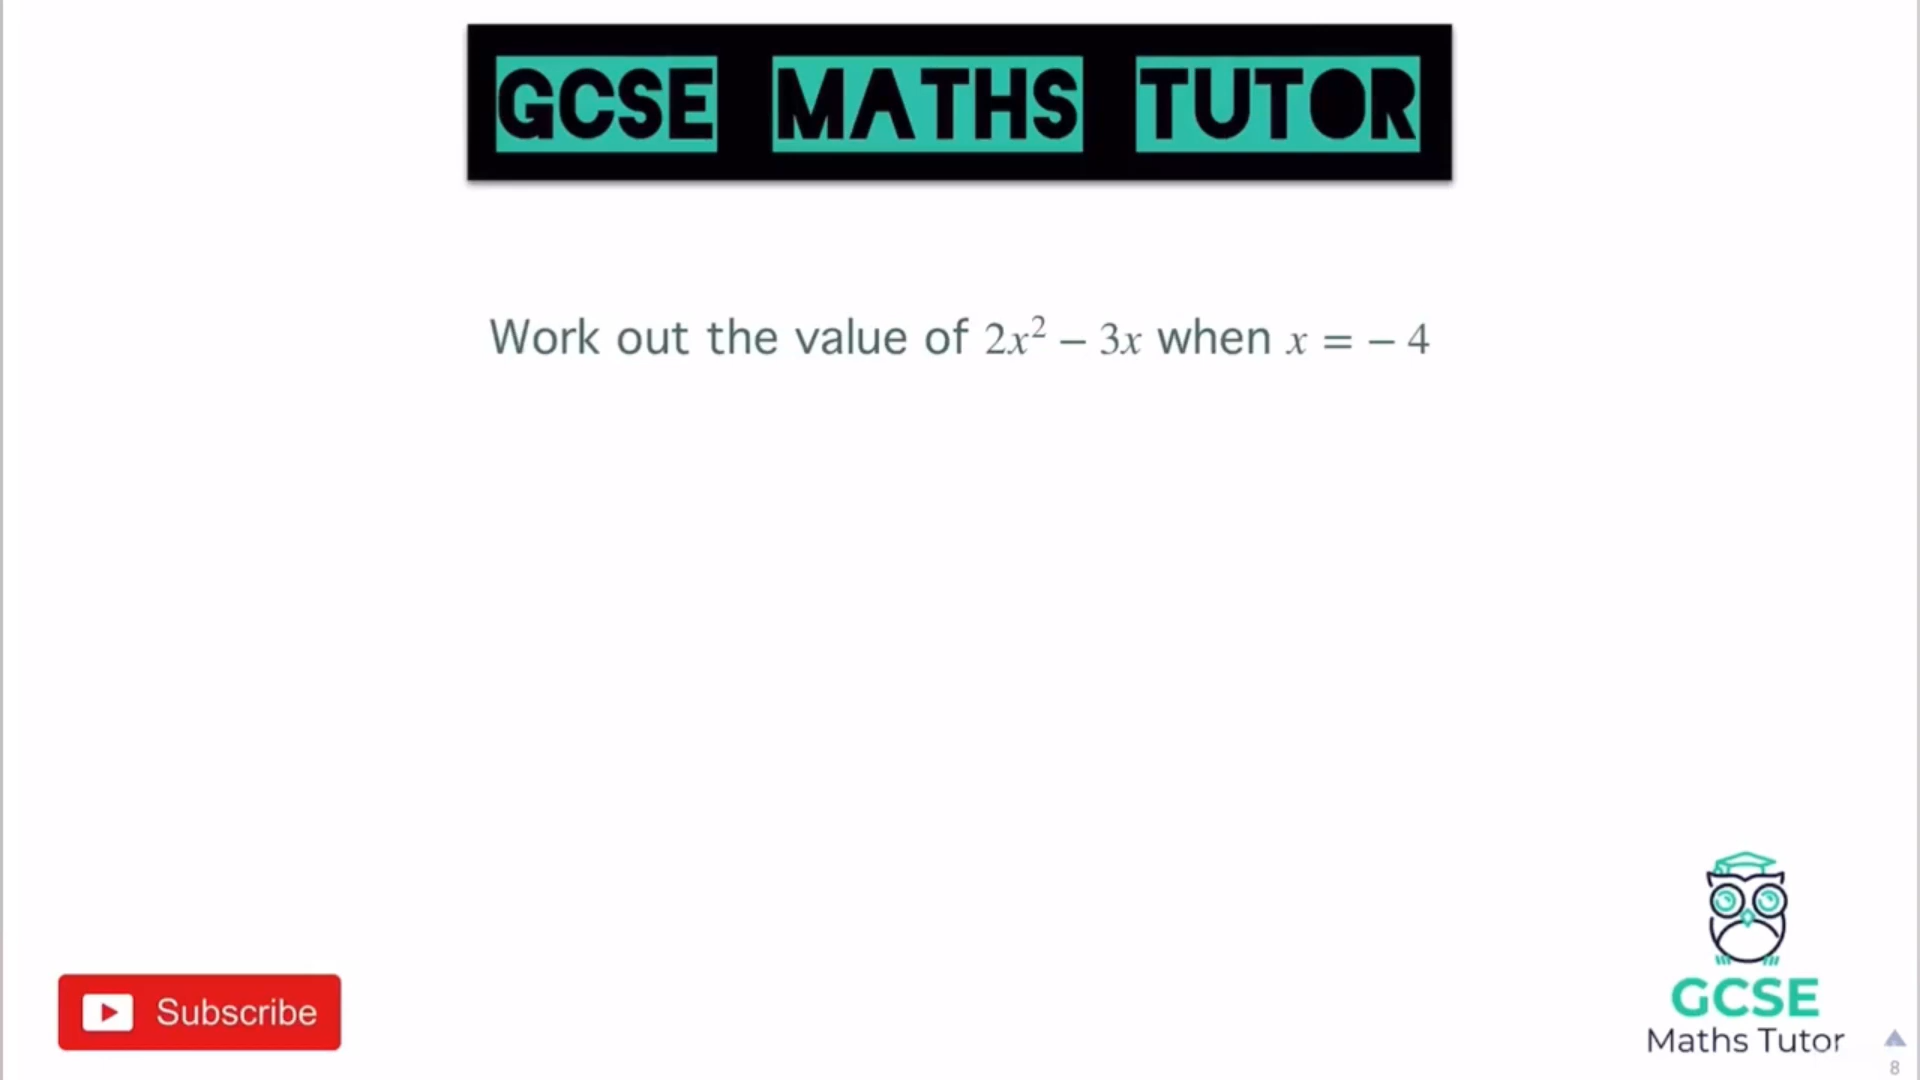 GCSE MATHS TUTOR
Work out the value of 2x² – 3x when x = – 4
Subscribe
GCSE
Maths Tutor
8